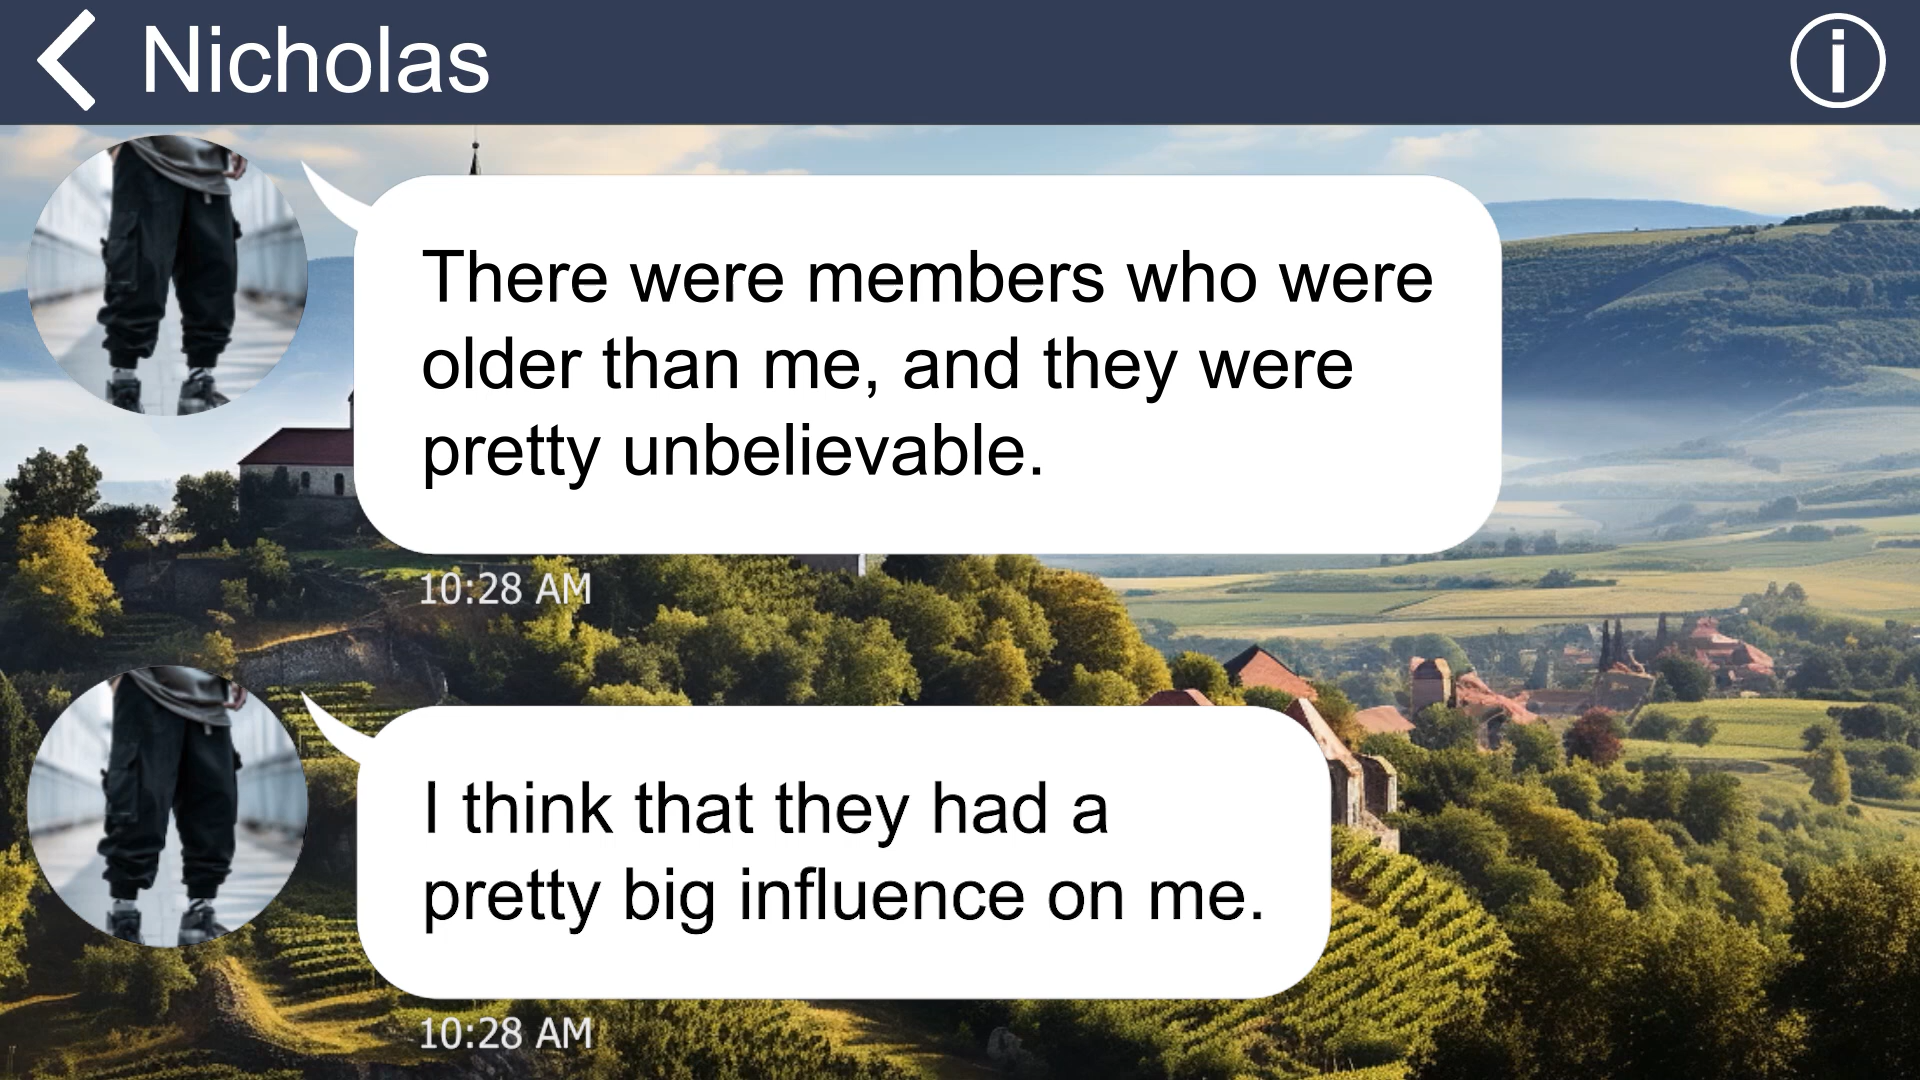 Nicholas
There were members who were
older than me, and they were
pretty unbelievable.
10:28 AM
I think that they had a
pretty big influence on me.
10:28 AM